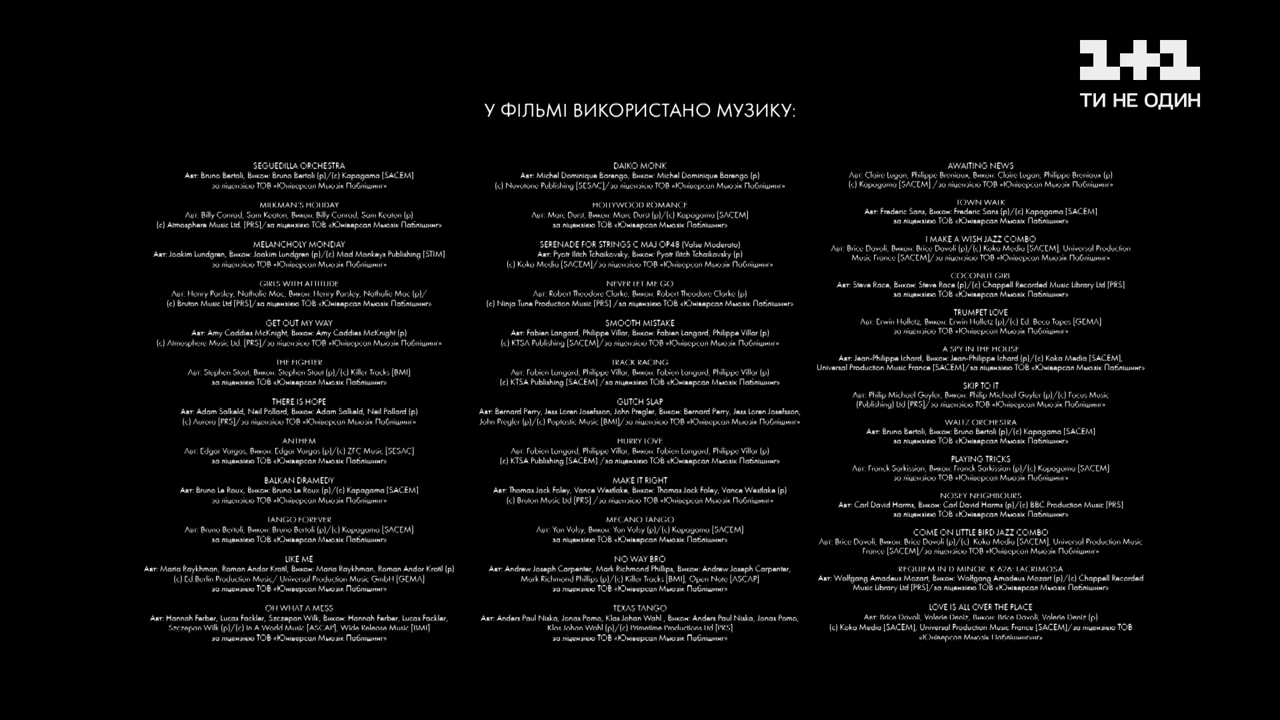 1+1
ТИ НЕ ОДИН
У ФІЛЬМІ ВИКОРИСТАНО МУЗИКУ:
SEGUEDILLA ORCHESTRA
Авт: Bruno Bertoli, Викон: Bruno Bertoli (p)/(c) Kapagama [SACEM]
за ліцензією ТОВ «Юніверсал Мьюзік Паблішинг»
MILKMAN'S HOLIDAY
Авт: Billy Conrad, Sam Keaton, Викон: Billy Conrad, Sam Keaton (p)
(c) Atmosphere Music Ltd. [PRS]/за ліцензією ТОВ «Юніверсал Мьюзік Паблішинг»
MELANCHOLY MONDAY
Авт: Joakim Lundgren, Викон: Joakim Lundgren (p)/(c) Mad Monkeys Publishing [STIM]
за ліцензією ТОВ «Юніверсал Мьюзік Паблішинг»
GIRLS WITH ATTITUDE
Авт: Henry Parsley, Nathalie Mac, Викон: Henry Parsley, Nathalie Mac (p)/
(c) Bruton Music Ltd [PRS]/за ліцензією ТОВ «Юніверсал Мьюзік Паблішинг»
GET OUT MY WAY
Авт: Amy Caddies McKnight, Викон: Amy Caddies McKnight (p)
(c) Atmosphere Music Ltd. [PRS]/за ліцензією ТОВ «Юніверсал Мьюзік Паблішинг»
THE FIGHTER
Авт: Stephen Stout, Викон: Stephen Stout (p)/(c) Killer Tracks [BMI]
за ліцензією ТОВ «Юніверсал Мьюзік Паблішинг»
THERE IS HOPE
Авт: Adam Salkeld, Neil Pollard, Викон: Adam Salkeld, Neil Pollard (p)
(c) Aurora [PRS]/за ліцензією ТОВ «Юніверсал Мьюзік Паблішинг»
ANTHEM
Авт: Edgar Vargas, Викон: Edgar Vargas (p)/(c) ZFC Music [SESAC]
за ліцензією ТОВ «Юніверсал Мьюзік Паблішинг»
BALKAN DRAMEDY
Авт: Bruno Le Roux, Викон: Bruno Le Roux (p)/(c) Kapagama [SACEM]
за ліцензією ТОВ «Юніверсал Мьюзік Паблішинг»
TANGO FOREVER
Авт: Bruno Bertoli, Викон: Bruno Bertoli (p)/(c) Kapagama [SACEM]
за ліцензією ТОВ «Юніверсал Мьюзік Паблішинг»
LIKE ME
Авт: Maria Raykhman, Roman Andor Krotil, Викон: Maria Raykhman, Roman Andor Krotil (p)
(c) Ed.Berlin Production Music/ Universal Production Music GmbH [GEMA]
за ліцензією ТОВ «Юніверсал Мьюзік Паблішинг»
OH WHAT A MESS
Авт: Hannah Ferber, Lucas Fackler, Szczepan Wilk, Викон: Hannah Ferber, Lucas Fackler,
Szczepan Wilk (p)/(c) In A World Music [ASCAP], Wide Release Music [BMI]
за ліцензією ТОВ «Юніверсал Мьюзік Паблішинг»
DAIKO MONK
Авт: Michel Dominique Barengo, Викон: Michel Dominique Barengo (p)
(c) Novotone Publishing [SESAC]/за ліцензією ТОВ «Юніверсал Мьюзік Паблішинг»
HOLLYWOOD ROMANCE
Авт: Marc Durst, Викон: Marc Durst (p)/(c) Kapagama [SACEM]
за ліцензією ТОВ «Юніверсал Мьюзік Паблішинг»
SERENADE FOR STRINGS C MAJ OP48 (Valse Moderato)
Авт: Pyotr Ilitch Tchaikovsky, Викон: Pyotr Ilitch Tchaikovsky (p)
(c) Koka Media [SACEM]/за ліцензією ТОВ «Юніверсал Мьюзік Паблішинг»
NEVER LET ME GO
Авт: Robert Theodore Clarke, Викон: Robert Theodore Clarke (p)
(c) Ninja Tune Production Music [PRS]/за ліцензією ТОВ «Юніверсал Мьюзік Паблішинг»
SMOOTH MISTAKE
Авт: Fabien Langard, Philippe Villar, Викон: Fabien Langard, Philippe Villar (p)
(c) KTSA Publishing [SACEM]/за ліцензією ТОВ «Юніверсал Мьюзік Паблішинг»
TRACK RACING
Авт: Fabien Langard, Philippe Villar, Викон: Fabien Langard, Philippe Villar (p)
(c) KTSA Publishing [SACEM]/за ліцензією ТОВ «Юніверсал Мьюзік Паблішинг»
GLITCH SLAP
Авт: Bernard Perry, Jess Loren Josefsson, John Pregler, Викон: Bernard Perry, Jess Loren Josefsson,
John Pregler (p)/(c) Poptastic Music [BMI]/за ліцензією ТОВ «Юніверсал Мьюзік Паблішинг»
HURRY LOVE
Авт: Fabien Langard, Philippe Villar, Викон: Fabien Langard, Philippe Villar (p)
(c) KTSA Publishing [SACEM] /за ліцензією ТОВ «Юніверсал Мьюзік Паблішинг»
MAKE IT RIGHT
Авт: Thomas Jack Foley, Vance Westlake, Викон: Thomas Jack Foley, Vance Westlake (p)
(c) Bruton Music Ltd [PRS] /за ліцензією ТОВ «Юніверсал Мьюзік Паблішинг»
MECANO TANGO
Авт: Yan Volsy, Викон: Yan Volsy (p)/(c) Kapagama [SACEM]
за ліцензією ТОВ «Юніверсал Мьюзік Паблішинг»
NO WAY BRO
Авт: Andrew Joseph Carpenter, Mark Richmond Phillips, Викон: Andrew Joseph Carpenter,
Mark Richmond Phillips (p)/(c) Killer Tracks [BMI], Open Note [ASCAP]
за ліцензією ТОВ «Юніверсал Мьюзік Паблішинг»
TEXAS TANGO
Авт: Anders Paul Niska, Jonas Pomo, Klas Johan Wahl , Викон: Anders Paul Niska, Jonas Pomo,
Klas Johan Wahl (p)/(c) Primetime Productions Ltd [PRS]
за ліцензією ТОВ «Юніверсал Мьюзік Паблішинг»
AWAITING NEWS
Авт: Claire Lugan, Philippe Breniaux, Викон: Claire Lugan, Philippe Breniaux (p)
(c) Kapagama [SACEM] /за ліцензією ТОВ «Юніверсал Мьюзік Паблішинг»
TOWN WALK
Авт: Frederic Sans, Викон: Frederic Sans (p)/(c) Kapagama [SACEM]
за ліцензією ТОВ «Юніверсал Мьюзік Паблішинг»
I MAKE A WISH JAZZ COMBO
Авт: Brice Davoli, Викон: Brice Davoli (p)/(c) Koka Media [SACEM], Universal Production
Music France [SACEM]/за ліцензією ТОВ «Юніверсал Мьюзік Паблішинг»
COCONUT GIRL
Авт: Steve Race, Викон: Steve Race (p)/(c) Chappell Recorded Music Library Ltd [PRS]
за ліцензією ТОВ «Юніверсал Мьюзік Паблішинг»
TRUMPET LOVE
Авт: Erwin Halletz, Викон: Erwin Halletz (p)/(c) Ed. Beco Tapes [GEMA]
за ліцензією ТОВ «Юніверсал Мьюзік Паблішинг»
A SPY IN THE HOUSE
Авт: Jean-Philippe Ichard, Викон: Jean-Philippe Ichard (p)/(c) Koka Media [SACEM],
Universal Production Music France [SACEM]/за ліцензією ТОВ «Юніверсал Мьюзік Паблішинг»
SKIP TO IT
Авт: Philip Michael Guyler, Викон: Philip Michael Guyler (p)/(c) Focus Music
(Publishing) Ltd [PRS]/за ліцензією ТОВ «Юніверсал Мьюзік Паблішинг»
WALTZ ORCHESTRA
Авт: Bruno Bertoli, Викон: Bruno Bertoli (p)/(c) Kapagama [SACEM]
за ліцензією ТОВ «Юніверсал Мьюзік Паблішинг»
PLAYING TRICKS
Авт: Franck Sarkissian, Викон: Franck Sarkissian (p)/(c) Kapagama [SACEM]
за ліцензією ТОВ «Юніверсал Мьюзік Паблішинг»
NOSEY NEIGHBOURS
Авт: Carl David Harms, Викон: Carl David Harms (p)/(c) BBC Production Music [PRS]
за ліцензією ТОВ «Юніверсал Мьюзік Паблішинг»
COME ON LITTLE BIRD JAZZ COMBO
Авт: Brice Davoli, Викон: Brice Davoli (p)/(c) Koka Media [SACEM], Universal Production Music
France [SACEM]/за ліцензією ТОВ «Юніверсал Мьюзік Паблішинг»
REQUIEM IN D MINOR, K 626: LACRIMOSA
Авт: Wolfgang Amadeus Mozart, Викон: Wolfgang Amadeus Mozart (p)/(c) Chappell Recorded
Music Library Ltd [PRS]/за ліцензією ТОВ «Юніверсал Мьюзік Паблішинг»
LOVE IS ALL OVER THE PLACE
Авт: Brice Davoli, Valerie Deniz, Викон: Brice Davoli, Valerie Deniz (p)
(c) Koka Media [SACEM], Universal Production Music France [SACEM]/за ліцензією ТОВ
«Юніверсал Мьюзік Паблішинг»